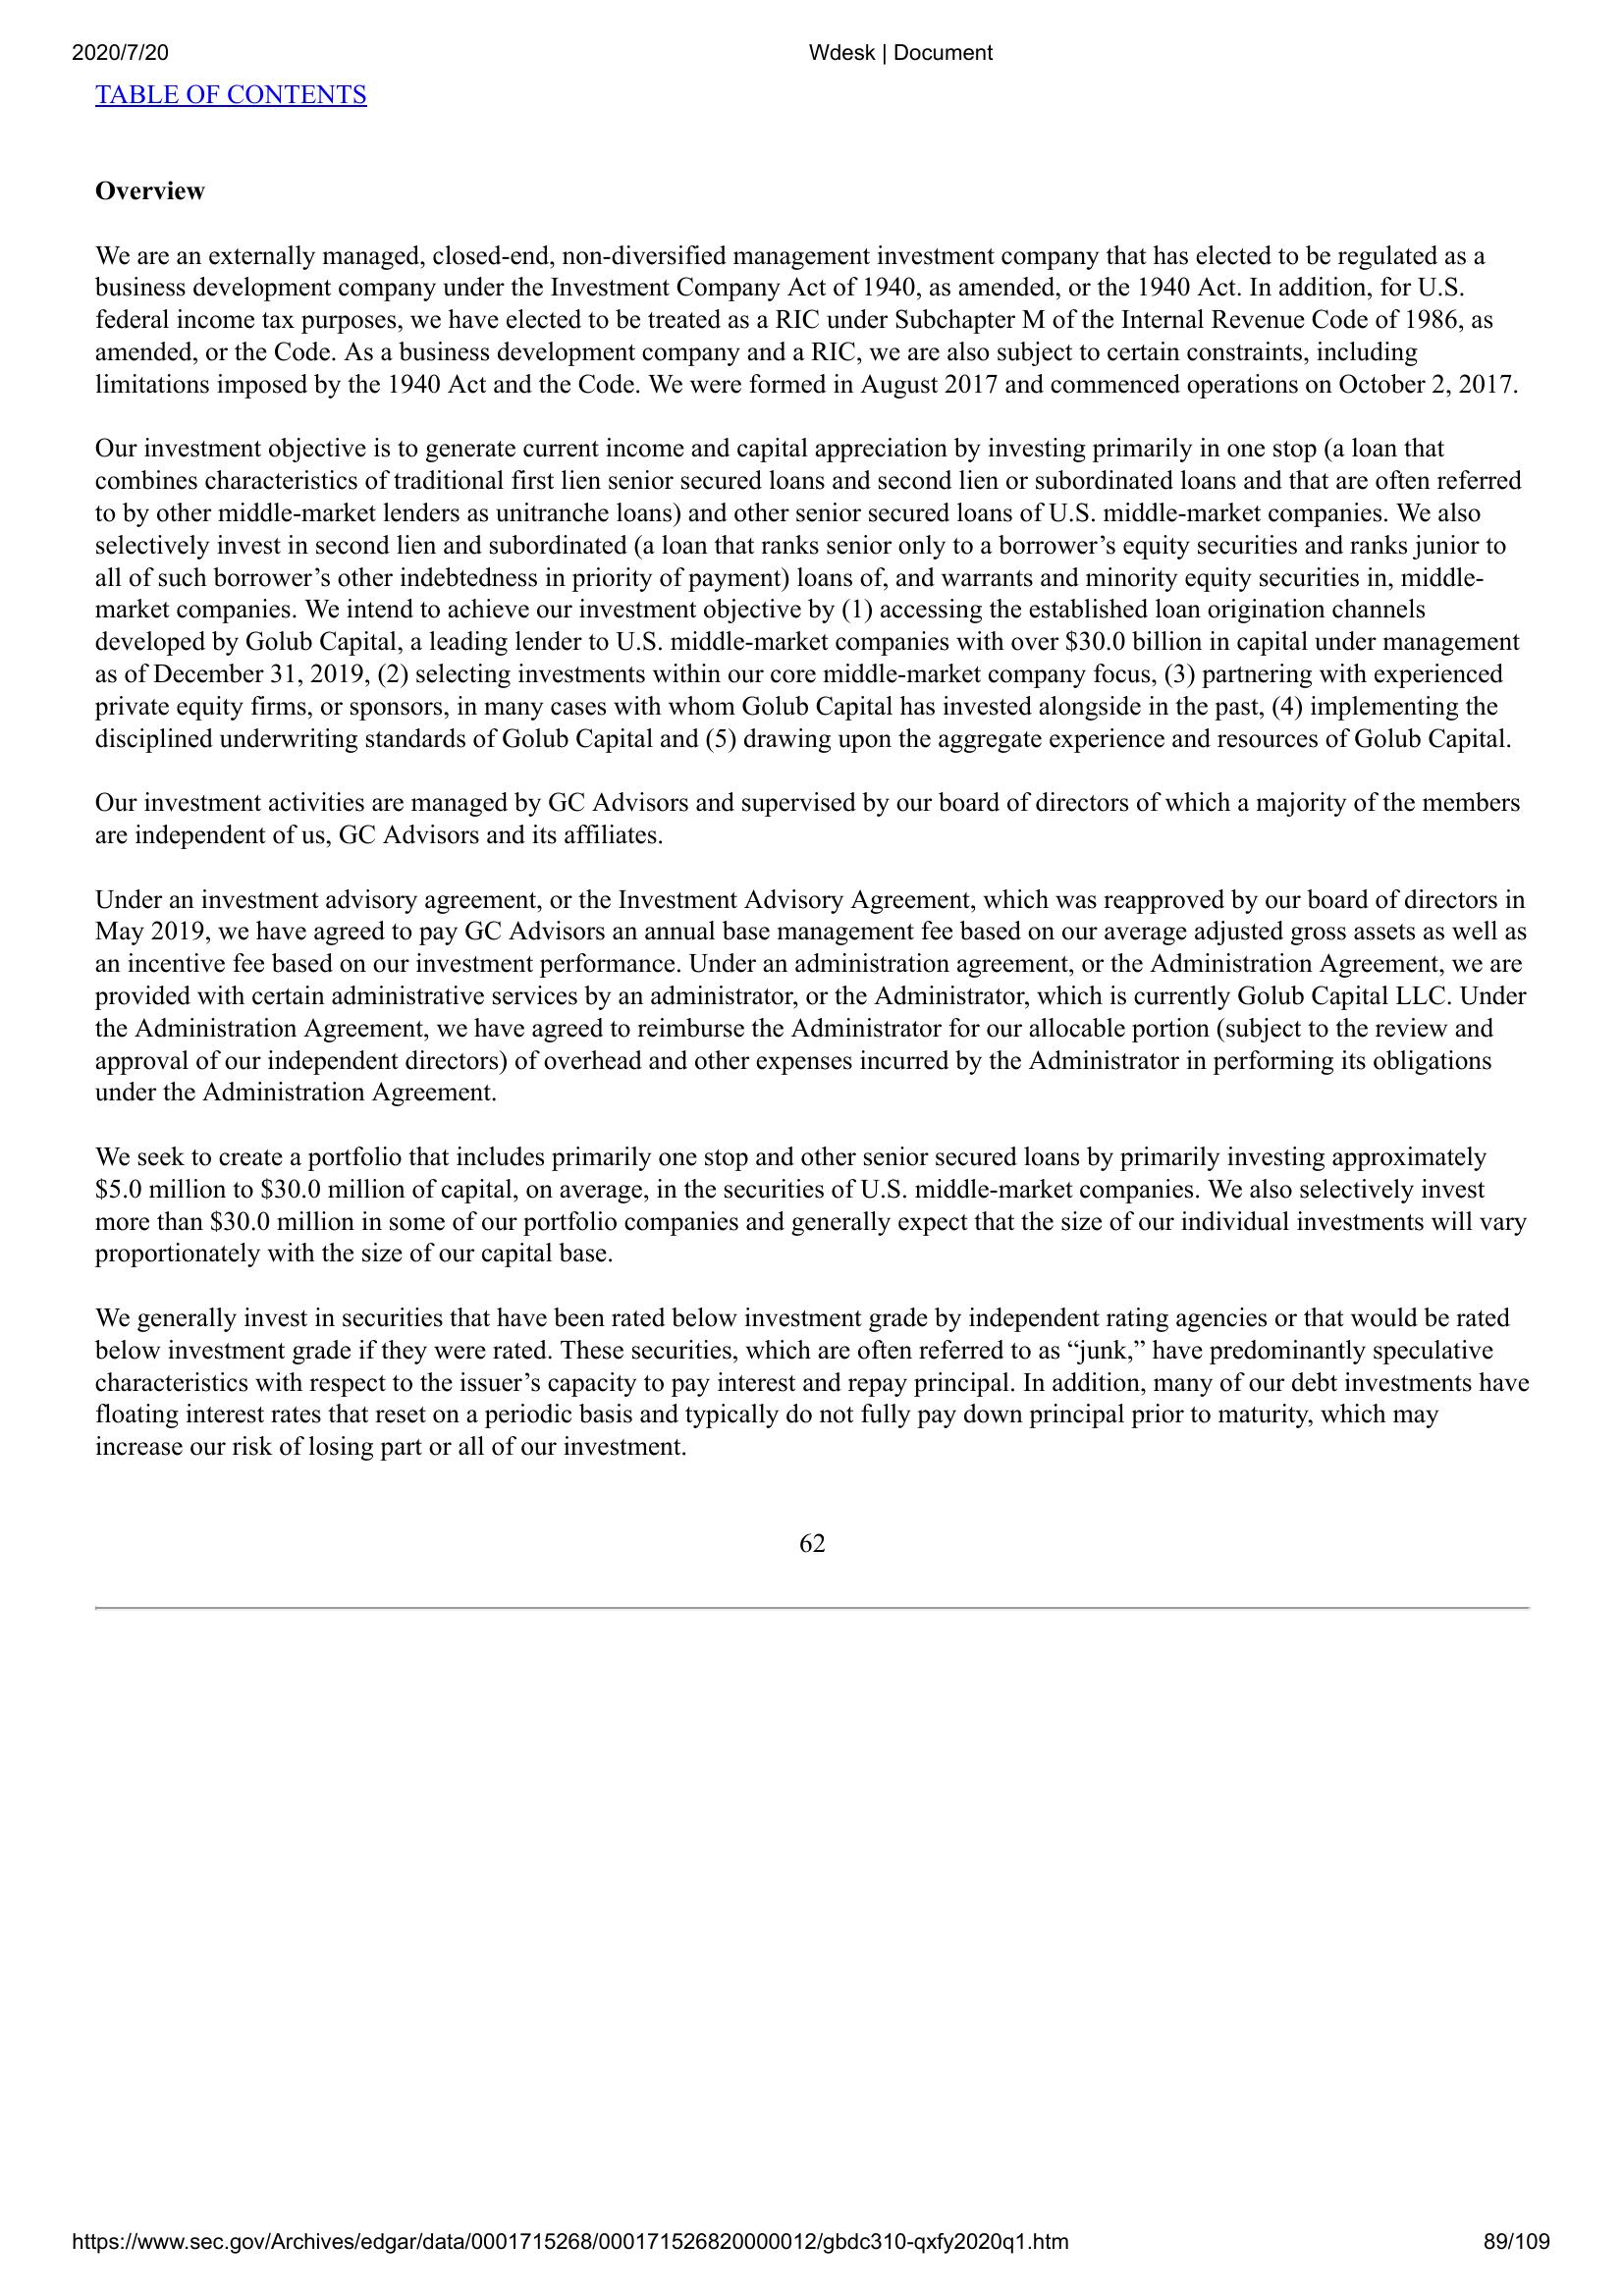 2020/7/20
Wdesk | Document
TABLE OF CONTENTS
Overview
We are an externally managed, closed-end, non-diversified management investment company that has elected to be regulated as a
business development company under the Investment Company Act of 1940, as amended, or the 1940 Act. In addition, for U.S.
federal income tax purposes, we have elected to be treated as a RIC under Subchapter M of the Internal Revenue Code of 1986, as
amended, or the Code. As a business development company and a RIC, we are also subject to certain constraints, including
limitations imposed by the 1940 Act and the Code. We were formed in August 2017 and commenced operations on October 2, 2017.
Our investment objective is to generate current income and capital appreciation by investing primarily in one stop (a loan that
combines characteristics of traditional first lien senior secured loans and second lien or subordinated loans and that are often referred
to by other middle-market lenders as unitranche loans) and other senior secured loans of U.S. middle-market companies. We also
selectively invest in second lien and subordinated (a loan that ranks senior only to a borrower’s equity securities and ranks junior to
all of such borrower’s other indebtedness in priority of payment) loans of, and warrants and minority equity securities in, middle-
market companies. We intend to achieve our investment objective by (1) accessing the established loan origination channels
developed by Golub Capital, a leading lender to U.S. middle-market companies with over $30.0 billion in capital under management
as of December 31, 2019, (2) selecting investments within our core middle-market company focus, (3) partnering with experienced
private equity firms, or sponsors, in many cases with whom Golub Capital has invested alongside in the past, (4) implementing the
disciplined underwriting standards of Golub Capital and (5) drawing upon the aggregate experience and resources of Golub Capital.
Our investment activities are managed by GC Advisors and supervised by our board of directors of which a majority of the members
are independent of us, GC Advisors and its affiliates.
Under an investment advisory agreement, or the Investment Advisory Agreement, which was reapproved by our board of directors in
May 2019, we have agreed to pay GC Advisors an annual base management fee based on our average adjusted gross assets as well as
an incentive fee based on our investment performance. Under an administration agreement, or the Administration Agreement, we are
provided with certain administrative services by an administrator, or the Administrator, which is currently Golub Capital LLC. Under
the Administration Agreement, we have agreed to reimburse the Administrator for our allocable portion (subject to the review and
approval of our independent directors) of overhead and other expenses incurred by the Administrator in performing its obligations
under the Administration Agreement.
We seek to create a portfolio that includes primarily one stop and other senior secured loans by primarily investing approximately
$5.0 million to $30.0 million of capital, on average, in the securities of U.S. middle-market companies. We also selectively invest
more than $30.0 million in some of our portfolio companies and generally expect that the size of our individual investments will vary
proportionately with the size of our capital base.
We generally invest in securities that have been rated below investment grade by independent rating agencies or that would be rated
below investment grade if they were rated. These securities, which are often referred to as “junk,” have predominantly speculative
characteristics with respect to the issuer’s capacity to pay interest and repay principal. In addition, many of our debt investments have
floating interest rates that reset on a periodic basis and typically do not fully pay down principal prior to maturity, which may
increase our risk of losing part or all of our investment.
62
https://www.sec.gov/Archives/edgar/data/0001715268/000171526820000012/gbdc310-qxfy2020q1.htm
89/109